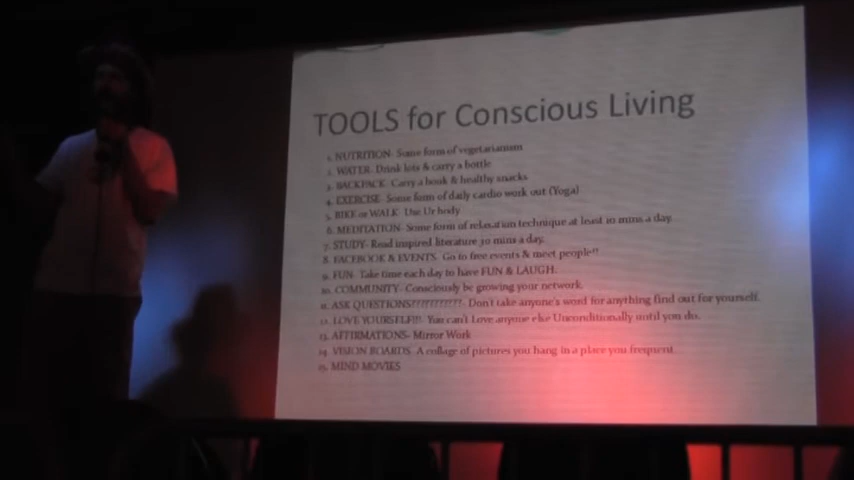 TOOLS for Conscious Living
1. NUTRITION- Some form of vegetarianism
2. WATER- Drink lots & carry a bottle
3. BACKPACK- Carry a book & healthy snacks
4. EXERCISE- Some form of daily cardio work out (Yoga)
5. BIKE or WALK- Use Ur body
6. MEDITATION- Some form of relaxation technique at least 10 mins a day.
7. STUDY- Read inspired literature 30 mins a day.
8. FACEBOOK & EVENTS- Go to free events & meet people!!
9. FUN- Take time each day to have FUN & LAUGH.
10. COMMUNITY- Consciously be growing your network.
11. ASK QUESTIONS???????????- Don't take anyone's word for anything find out for yourself.
12. LOVE YOURSELF!!!- You can't Love anyone else Unconditionally until you do.
13. AFFIRMATIONS- Mirror Work
14. VISION BOARDS- A collage of pictures you hang in a place you frequent.
15. MIND MOVIES